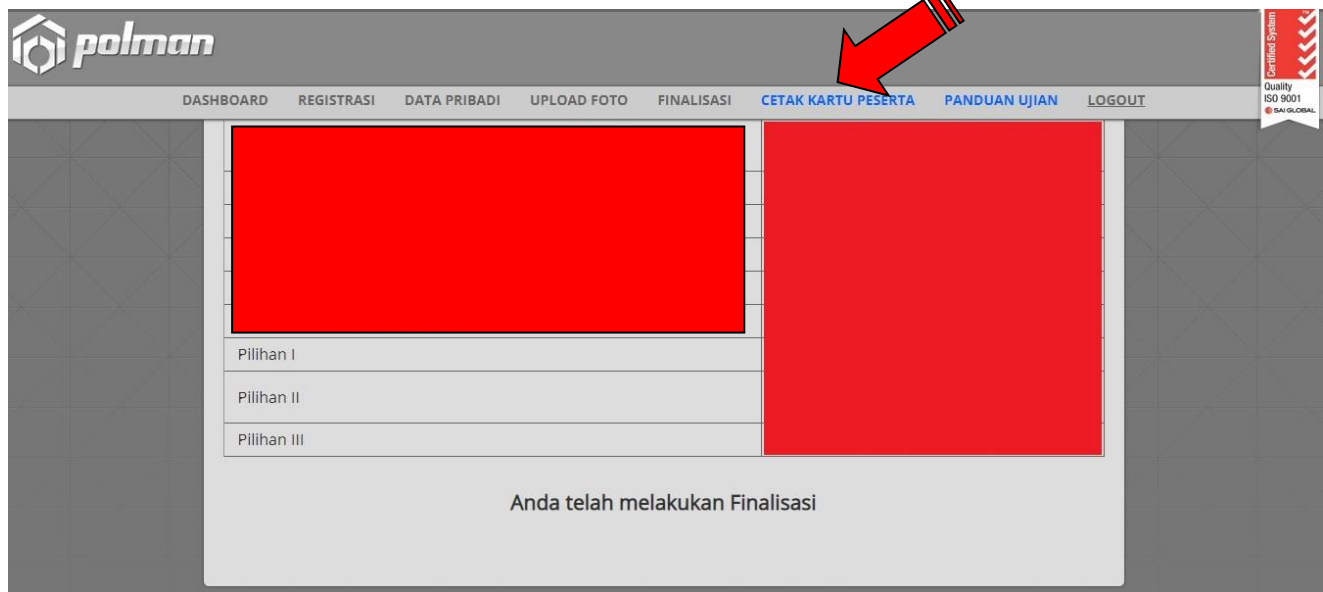 polman
Certified System
Quality
ISO 9001
SAI GLOBAL
DASHBOARD REGISTRASI DATA PRIBADI UPLOAD FOTO FINALISASI CETAK KARTU PESERTA PANDUAN UJIAN LOGOUT
Pilihan I
Pilihan II
Pilihan III
Anda telah melakukan Finalisasi